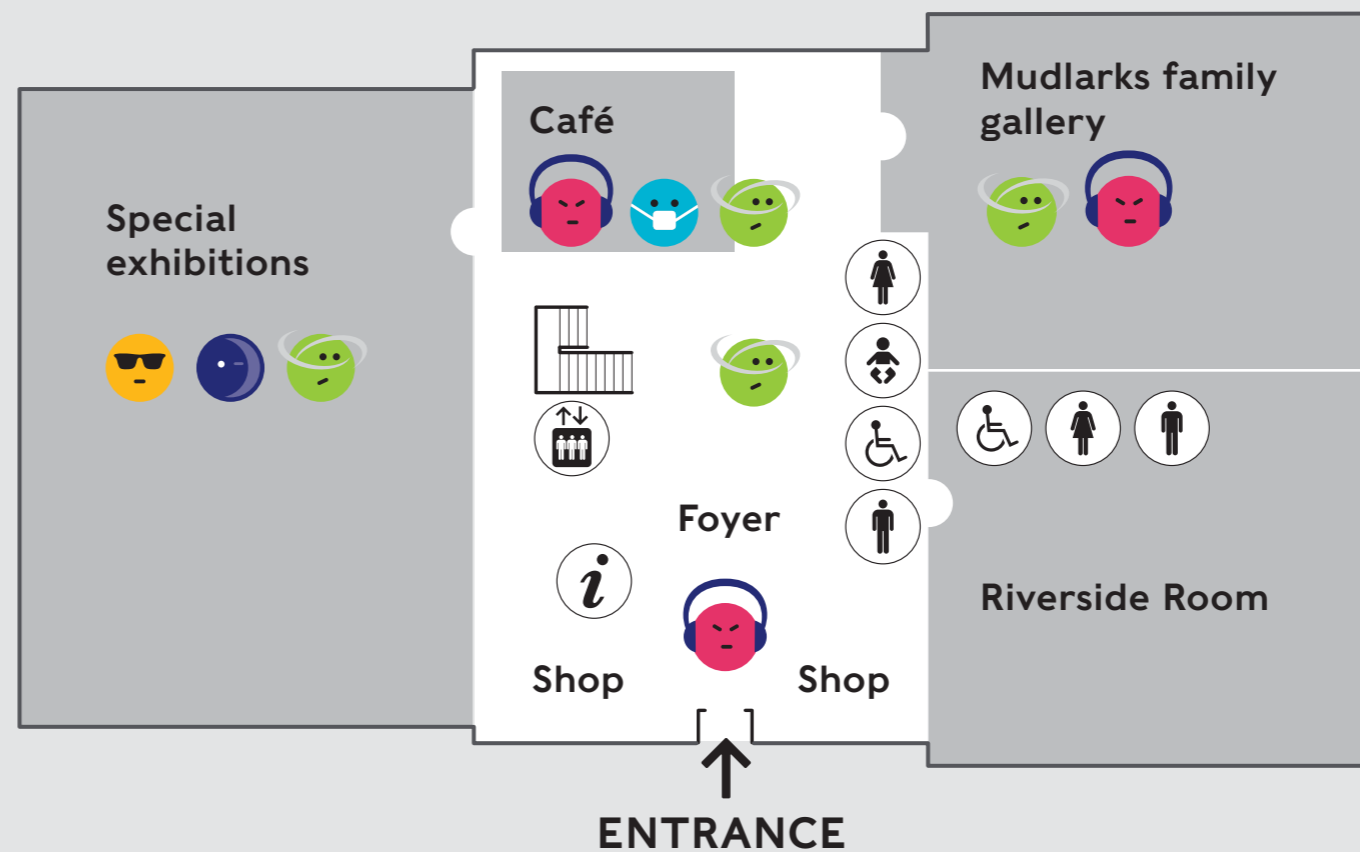 Mudlarks family
gallery
Café
Special
exhibitions
Foyer
i
Riverside Room
Shop
Shop
ENTRANCE